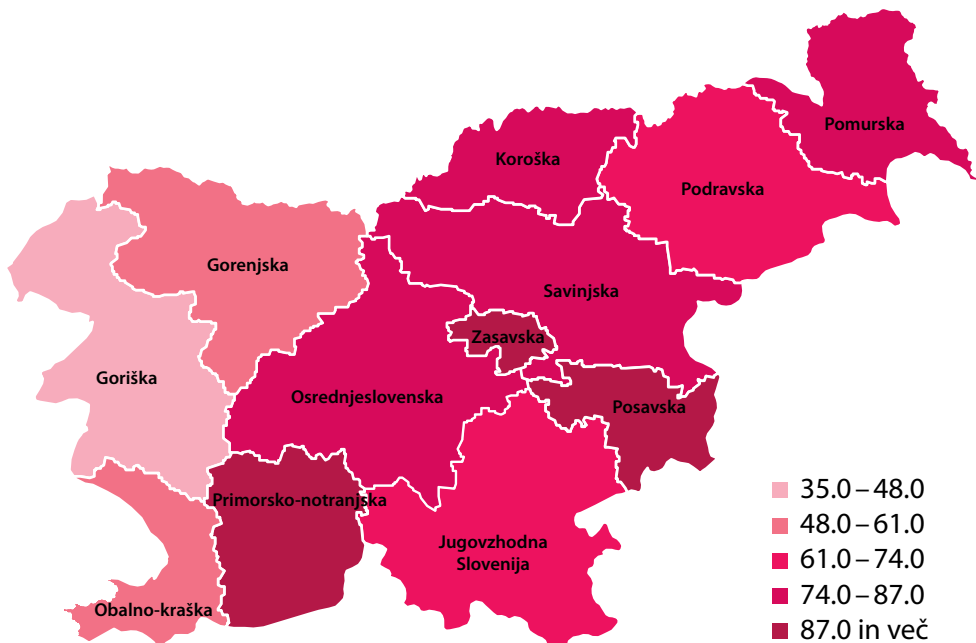 Pomurska
Koroška
Podravska
Gorenjska
Savinjska
Zasavska
Goriška
Osrednjeslovenska
Posavska
Primorsko-notranjska
Jugovzhodna
Slovenija
Obalno-kraška
35.0 – 48.0
48.0 – 61.0
61.0 – 74.0
74.0 – 87.0
87.0 in več